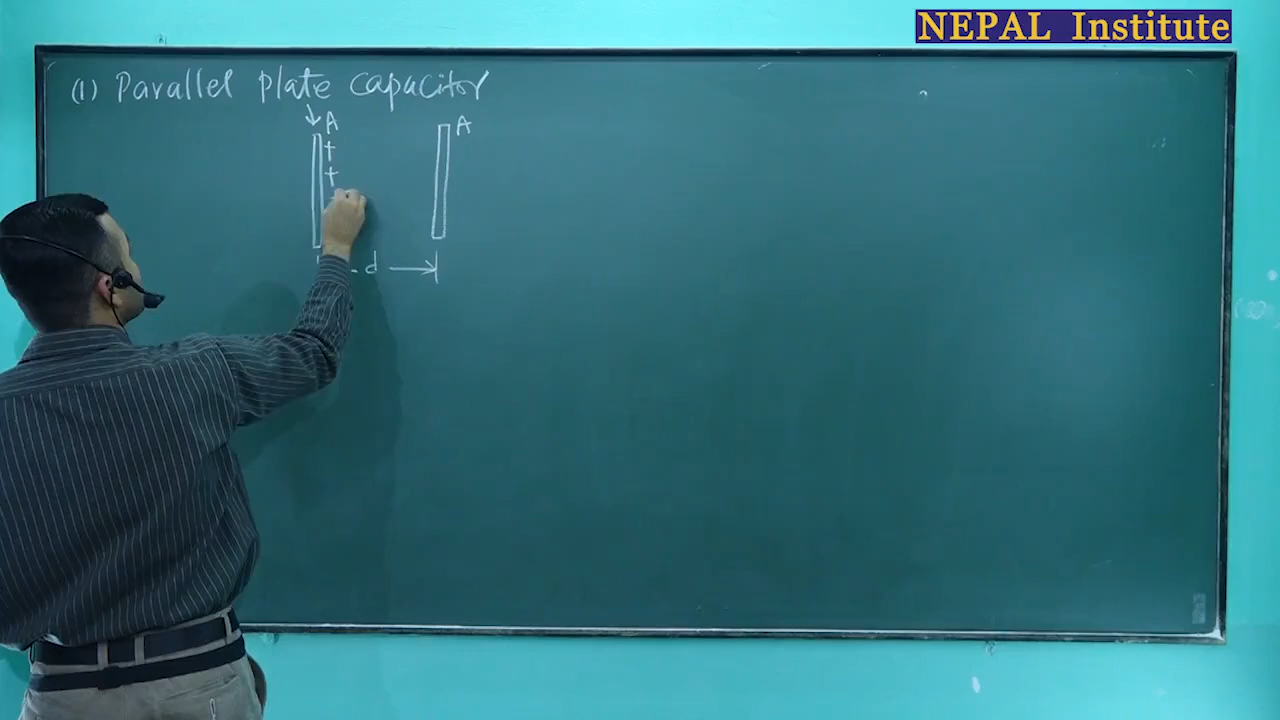 NEPAL Institute
(1) Parallel plate capacitor
A A
+
+
d